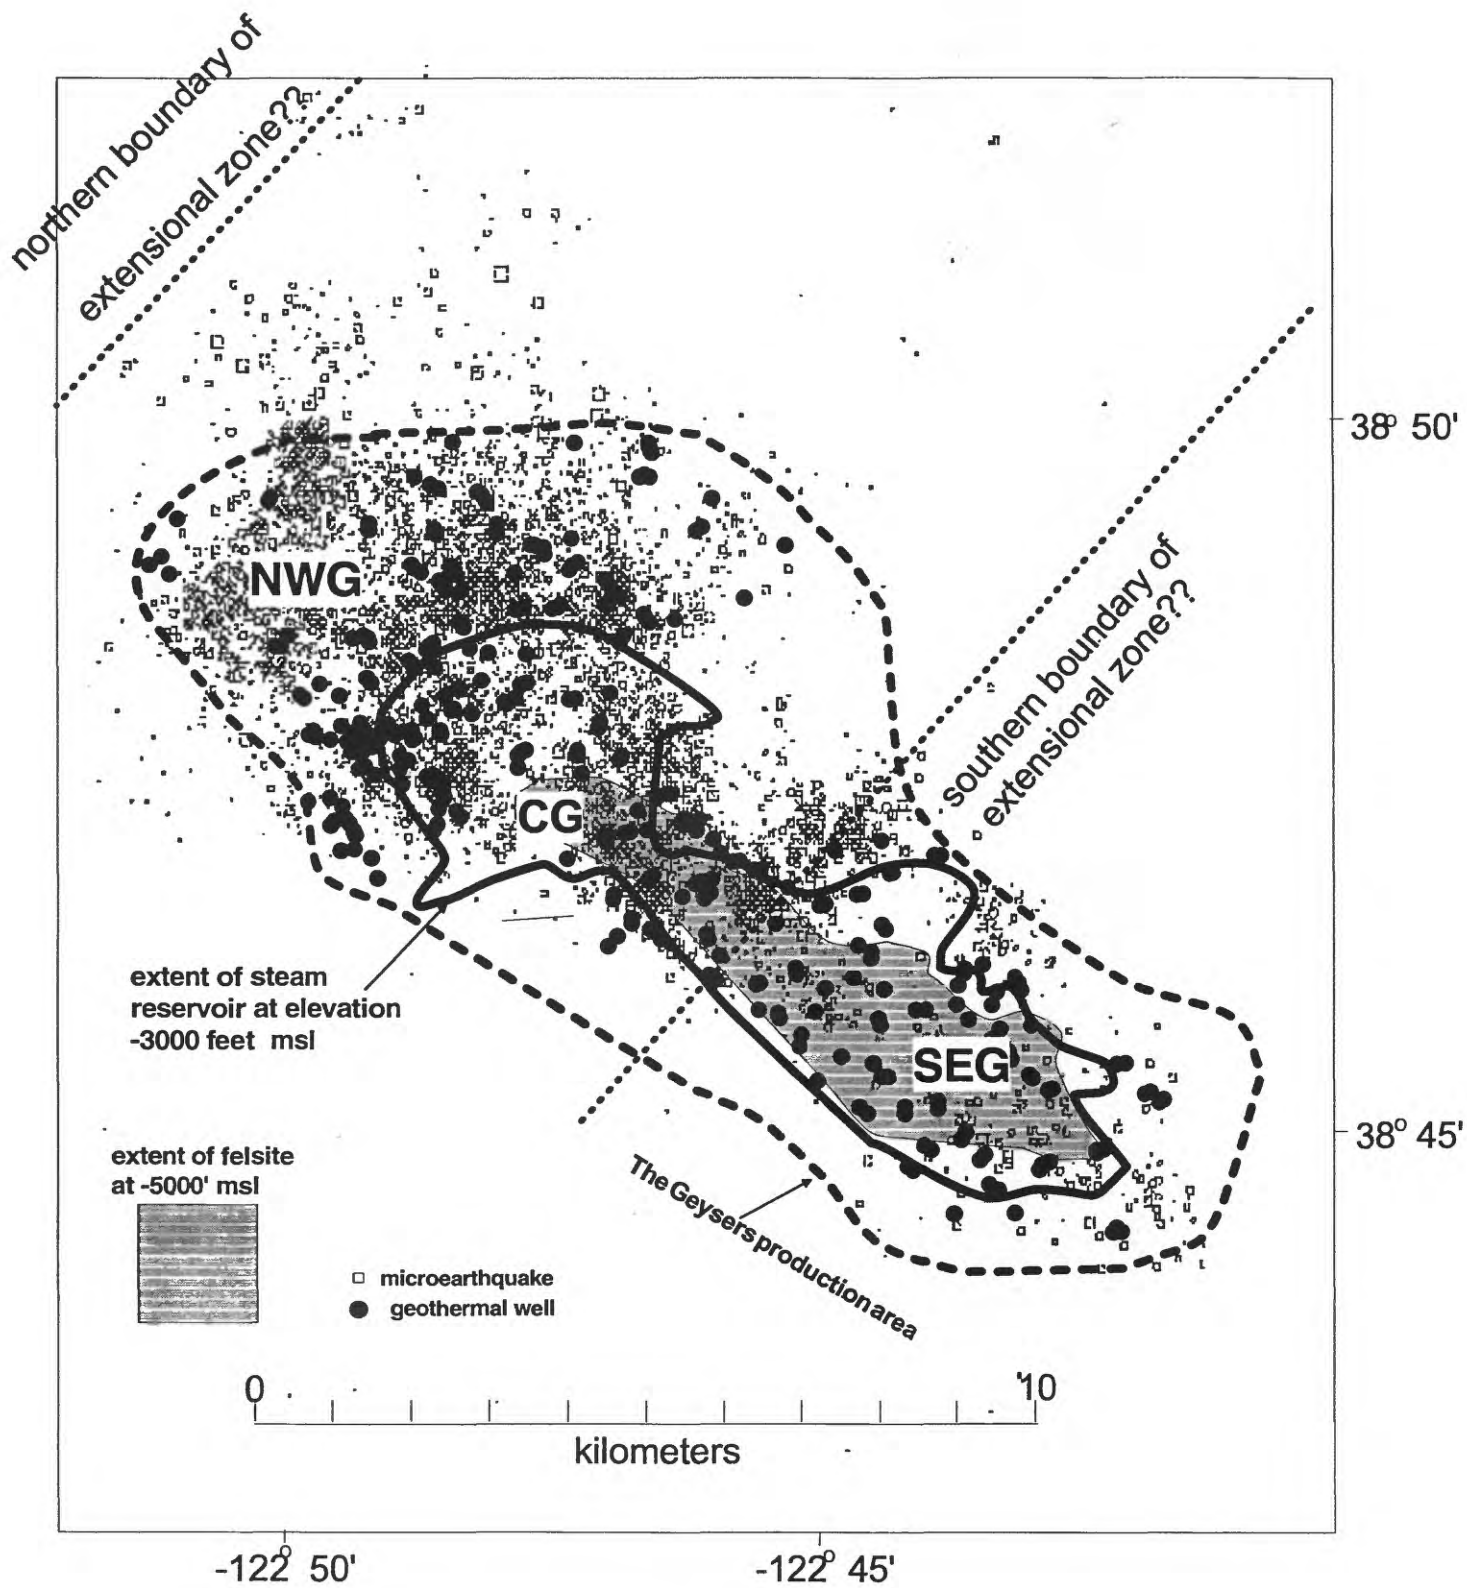 northern boundary of
extensional zone??
38° 50'
NWG
southern boundary of
extensional zone??
CG
extent of steam
reservoir at elevation
-3000 feet msl
SEG
38° 45'
extent of felsite
at -5000' msl
The Geysers production area
microearthquake
geothermal well
0
10
kilometers
-122° 50'
-122° 45'